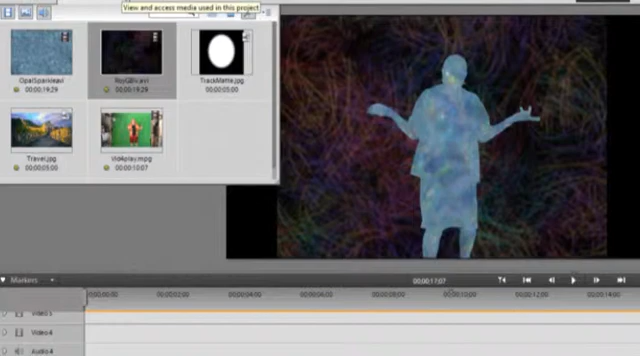 View and access media used in this project
OpalSparkle.avi
00;00;19;29
00;00;19;29
TrackMatte.jpg
00;00;05;00
Travel.jpg
00;00;05;00
Vid4play.mpg
00;00;10;07
Markers
00;00;17;07
00;00;00;00
00;00;02;00
00;00;04;00
00;00;06;00
00;00;08;00
00;00;10;00
00;00;12;00
00;00;14;00
Video 5
Video 4
Audio 4